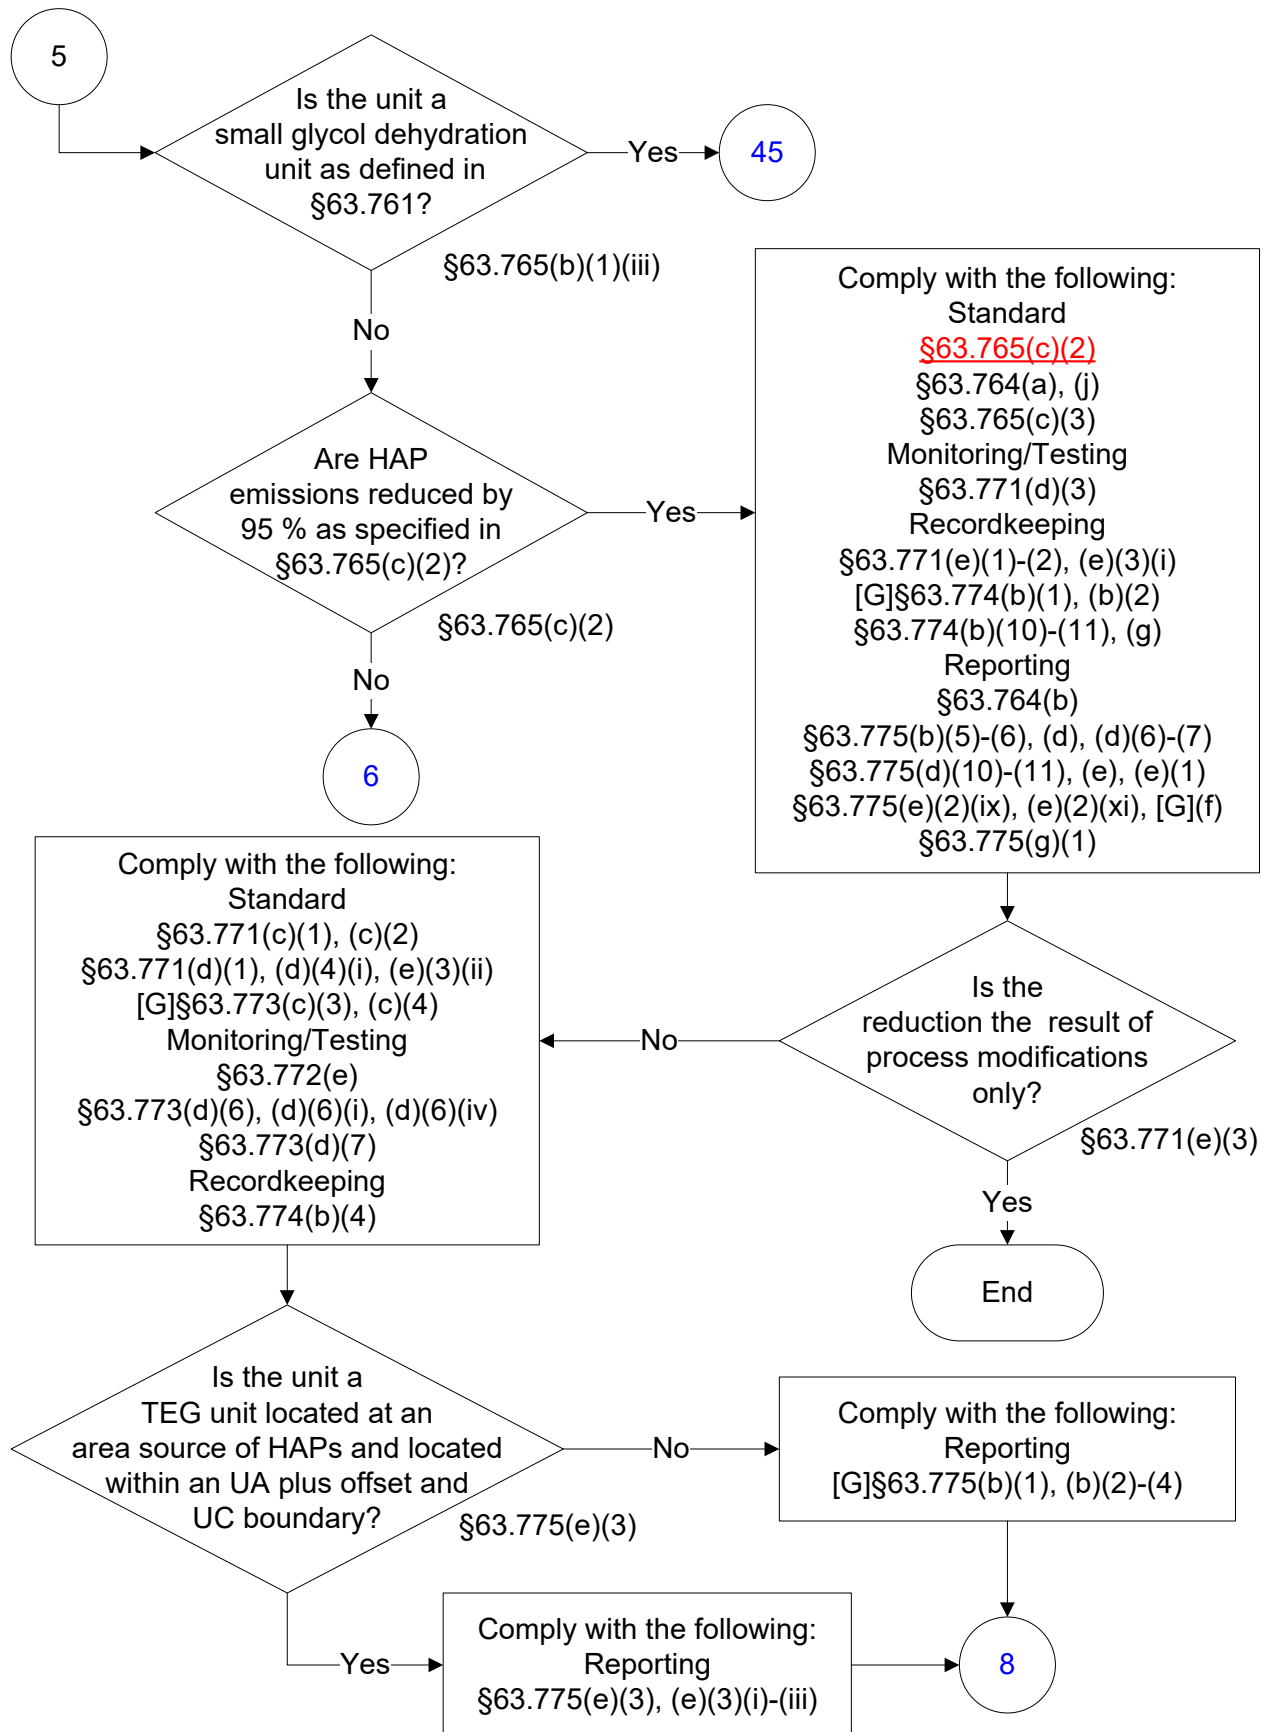 5
Is the unit a
small glycol dehydration
unit as defined in
§63.761?
Yes
45
§63.765(b)(1)(iii)
No
Are HAP
emissions reduced by
95 % as specified in
§63.765(c)(2)?
Yes
§63.765(c)(2)
No
6
Comply with the following:
Standard
§63.765(c)(2)
§63.764(a), (j)
§63.765(c)(3)
Monitoring/Testing
§63.771(d)(3)
Recordkeeping
§63.771(e)(1)-(2), (e)(3)(i)
[G]§63.774(b)(1), (b)(2)
§63.774(b)(10)-(11), (g)
Reporting
§63.764(b)
§63.775(b)(5)-(6), (d), (d)(6)-(7)
§63.775(d)(10)-(11), (e), (e)(1)
§63.775(e)(2)(ix), (e)(2)(xi), [G](f)
§63.775(g)(1)
Is the
reduction the  result of
process modifications
only?
§63.771(e)(3)
No
Yes
End
Comply with the following:
Standard
§63.771(c)(1), (c)(2)
§63.771(d)(1), (d)(4)(i), (e)(3)(ii)
[G]§63.773(c)(3), (c)(4)
Monitoring/Testing
§63.772(e)
§63.773(d)(6), (d)(6)(i), (d)(6)(iv)
§63.773(d)(7)
Recordkeeping
§63.774(b)(4)
Is the unit a
TEG unit located at an
area source of HAPs and located
within an UA plus offset and
UC boundary?
§63.775(e)(3)
No
Comply with the following:
Reporting
[G]§63.775(b)(1), (b)(2)-(4)
Yes
Comply with the following:
Reporting
§63.775(e)(3), (e)(3)(i)-(iii)
8